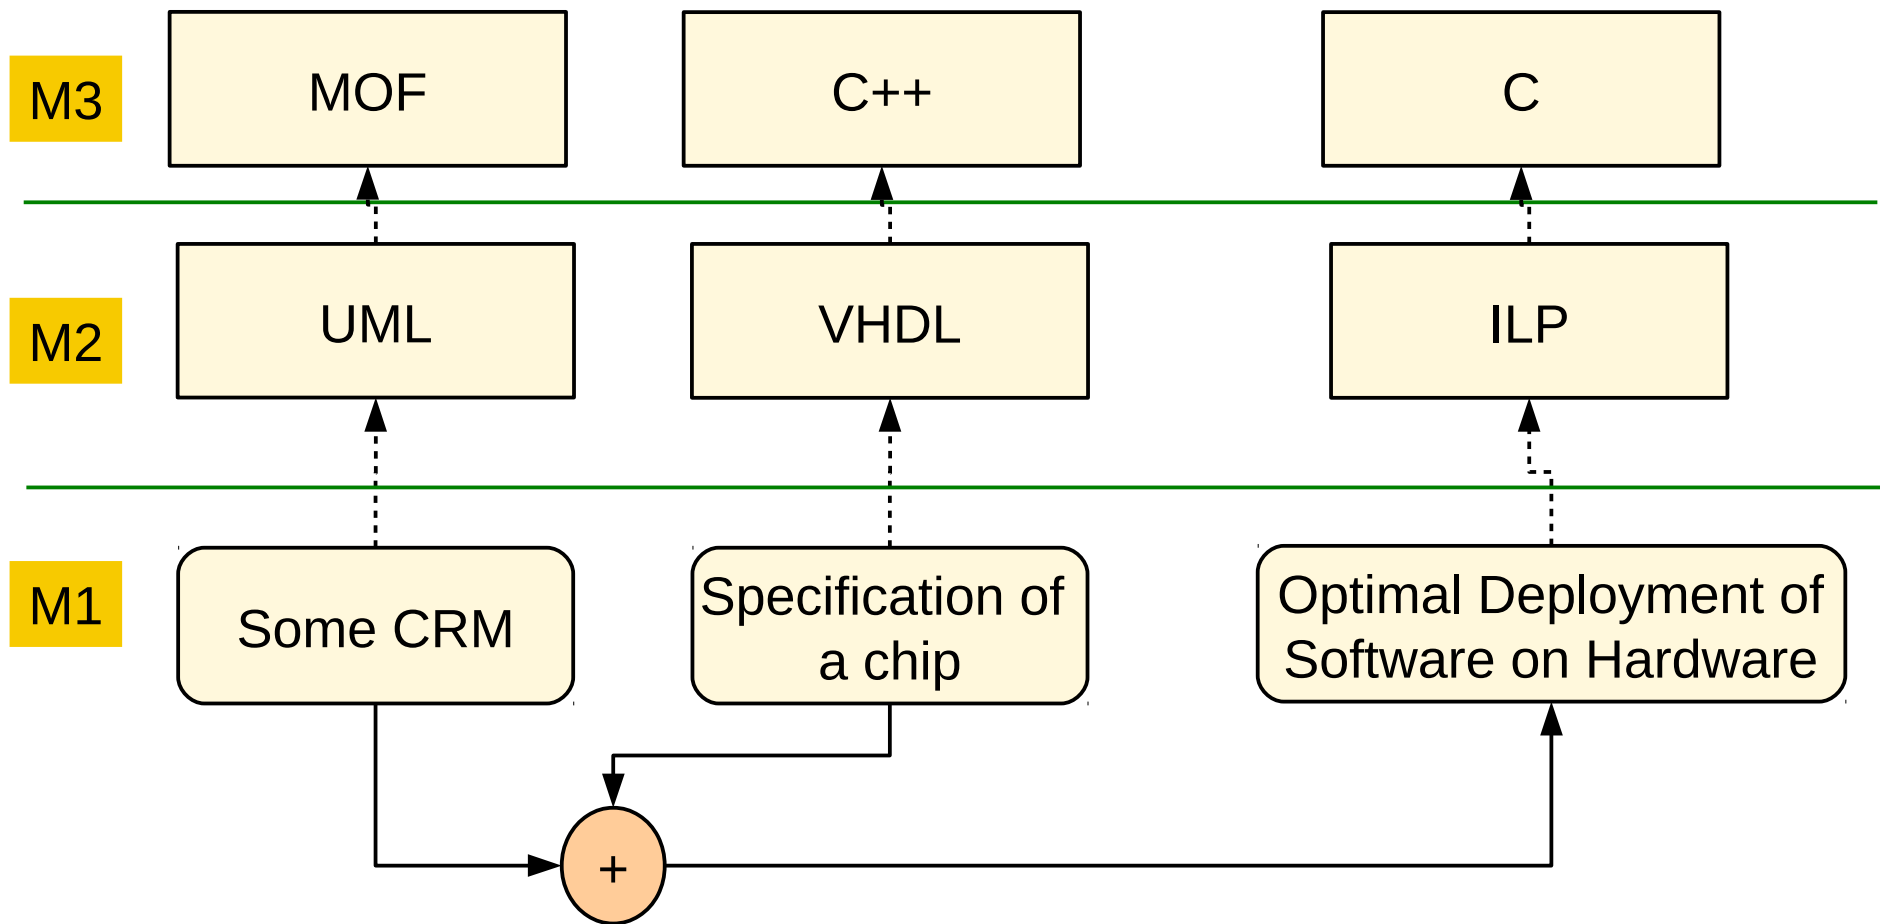 M3
MOF
C++
C
M2
UML
VHDL
ILP
M1
Some CRM
Specification of
a chip
Optimal Deployment of
Software on Hardware
+